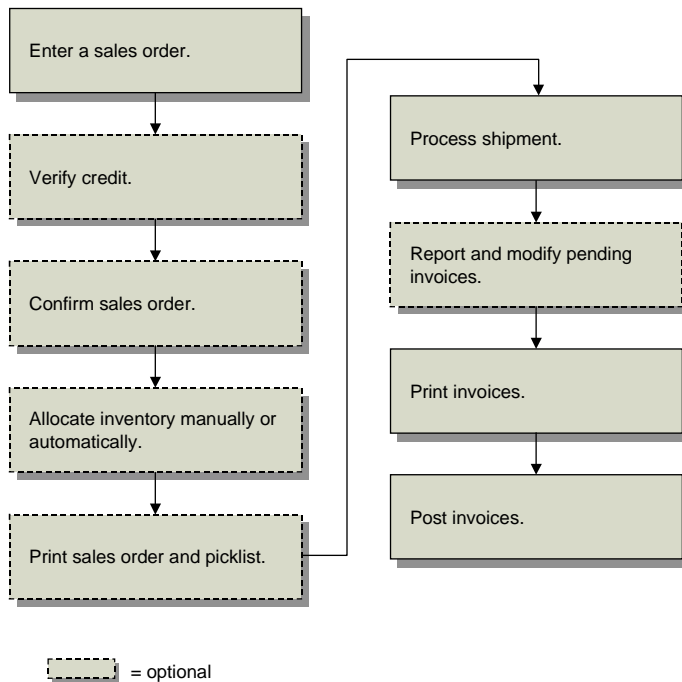 Enter a sales order.
Verify credit.
Confirm sales order.
Allocate inventory manually or
automatically.
Print sales order and picklist.
Process shipment.
Report and modify pending
invoices.
Print invoices.
Post invoices.
= optional